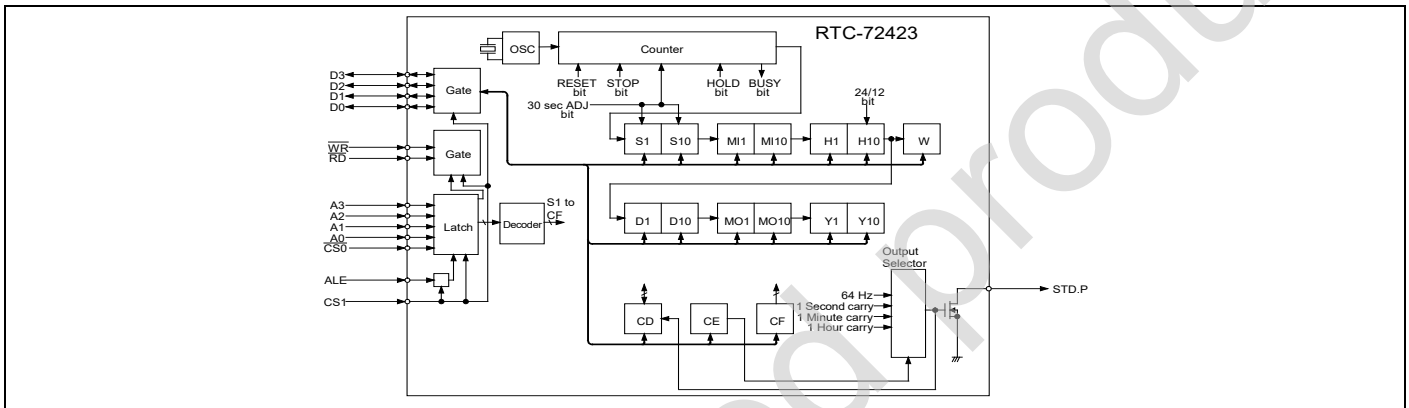 RTC-72423
OSC
Counter
RESET bit
STOP bit
HOLD bit
BUSY bit
30 sec ADJ bit
24/12 bit
D3
D2
D1
D0
Gate
WR
RD
Gate
A3
A2
A1
A0
CS0
Latch
Decoder
S1 to CF
ALE
CS1
S1
S10
MI1
MI10
H1
H10
W
D1
D10
MO1
MO10
Y1
Y10
Output Selector
64 Hz
1 Second carry
1 Minute carry
1 Hour carry
CD
CE
CF
STD.P